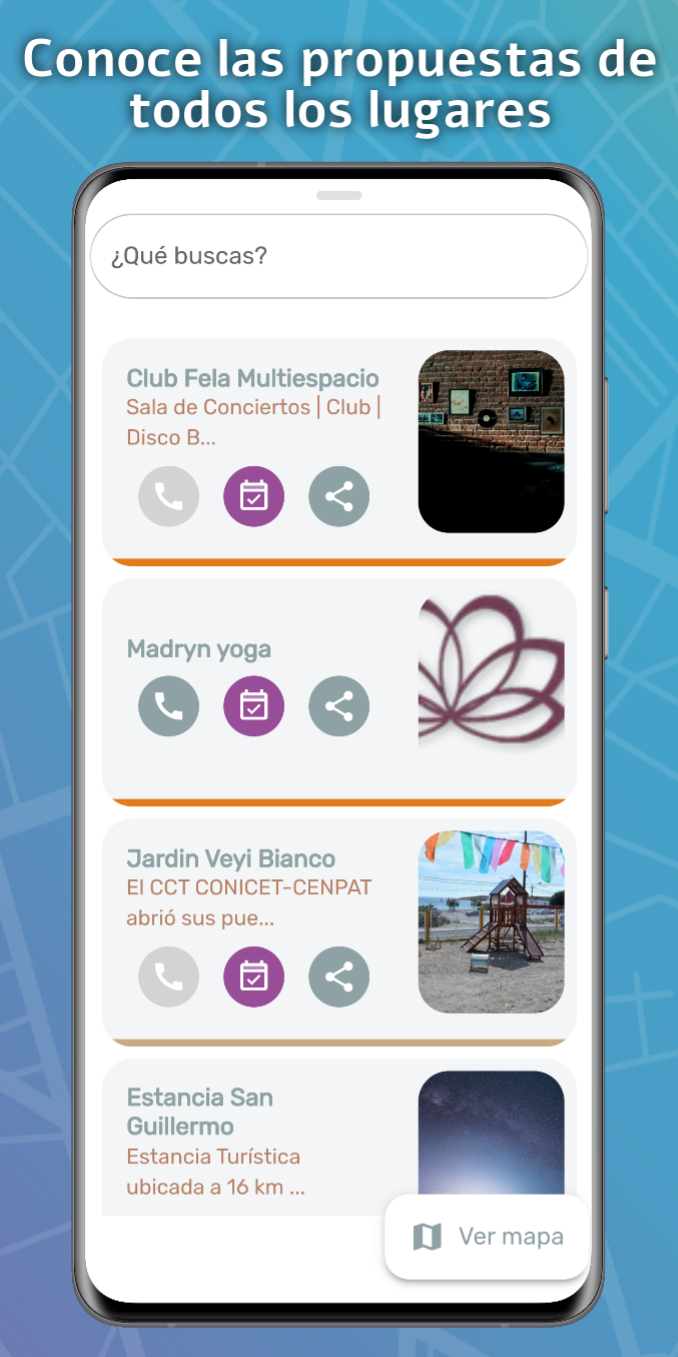 Conoce las propuestas de
todos los lugares
¿Qué buscas?
Club Fela Multiespacio
Sala de Conciertos | Club |
Disco B...
Madryn yoga
Jardin Veyi Bianco
El CCT CONICET-CENPAT
abrió sus pue...
Estancia San
Guillermo
Estancia Turística
ubicada a 16 km ...
Ver mapa